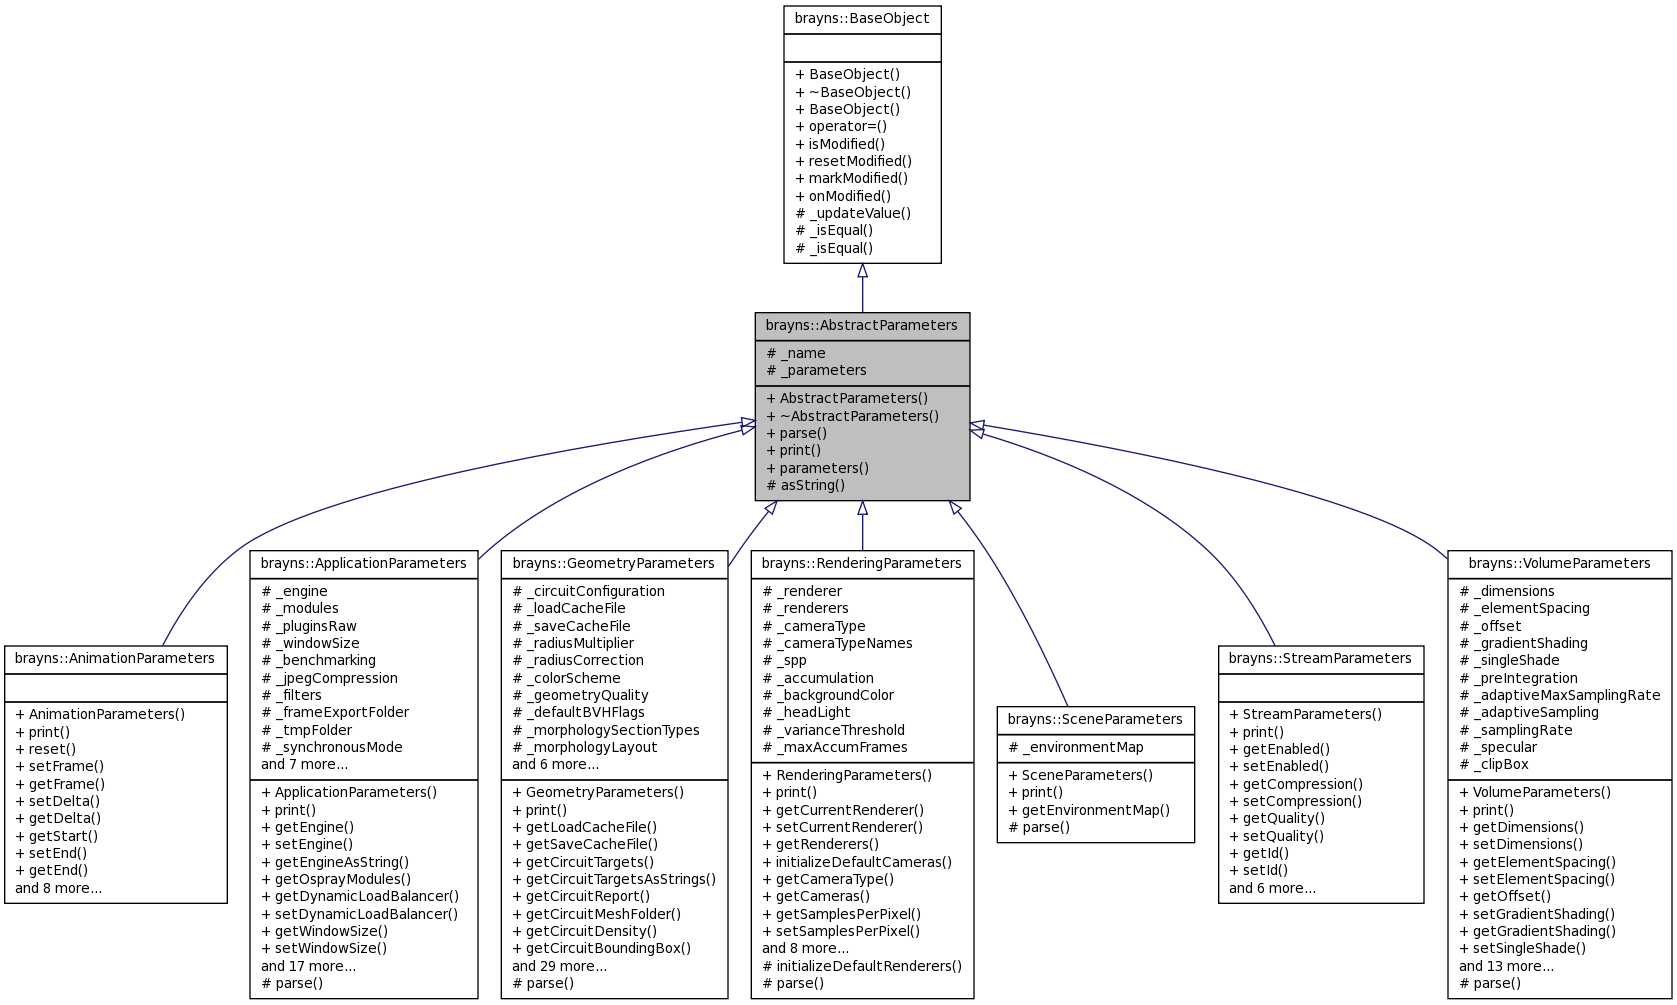 brayns::BaseObject
+ BaseObject()
+ ~BaseObject()
+ BaseObject()
+ operator=()
+ isModified()
+ resetModified()
+ markModified()
+ onModified()
# _updateValue()
# _isEqual()
# _isEqual()
brayns::AbstractParameters
# _name
# _parameters
+ AbstractParameters()
+ ~AbstractParameters()
+ parse()
+ print()
+ parameters()
# asString()
brayns::AnimationParameters
+ AnimationParameters()
+ print()
+ reset()
+ setFrame()
+ getFrame()
+ setDelta()
+ getDelta()
+ getStart()
+ setEnd()
+ getEnd()
and 8 more...
brayns::ApplicationParameters
# _engine
# _modules
# _pluginsRaw
# _windowSize
# _benchmarking
# _jpegCompression
# _filters
# _frameExportFolder
# _tmpFolder
# _synchronousMode
and 7 more...
+ ApplicationParameters()
+ print()
+ getEngine()
+ setEngine()
+ getEngineAsString()
+ getOsprayModules()
+ getDynamicLoadBalancer()
+ setDynamicLoadBalancer()
+ getWindowSize()
+ setWindowSize()
and 17 more...
# parse()
brayns::GeometryParameters
# _circuitConfiguration
# _loadCacheFile
# _saveCacheFile
# _radiusMultiplier
# _radiusCorrection
# _colorScheme
# _geometryQuality
# _defaultBVHFlags
# _morphologySectionTypes
# _morphologyLayout
and 6 more...
+ GeometryParameters()
+ print()
+ getLoadCacheFile()
+ getSaveCacheFile()
+ getCircuitTargets()
+ getCircuitTargetsAsStrings()
+ getCircuitReport()
+ getCircuitMeshFolder()
+ getCircuitDensity()
+ getCircuitBoundingBox()
and 29 more...
# parse()
brayns::RenderingParameters
# _renderer
# _renderers
# _cameraType
# _cameraTypeNames
# _spp
# _accumulation
# _backgroundColor
# _headLight
# _varianceThreshold
# _maxAccumFrames
+ RenderingParameters()
+ print()
+ getCurrentRenderer()
+ setCurrentRenderer()
+ getRenderers()
+ initializeDefaultCameras()
+ getCameraType()
+ getCameras()
+ getSamplesPerPixel()
+ setSamplesPerPixel()
and 8 more...
# initializeDefaultRenderers()
# parse()
brayns::SceneParameters
# _environmentMap
+ SceneParameters()
+ print()
+ getEnvironmentMap()
# parse()
brayns::StreamParameters
+ StreamParameters()
+ print()
+ getEnabled()
+ setEnabled()
+ getCompression()
+ setCompression()
+ getQuality()
+ setQuality()
+ getId()
+ setId()
and 6 more...
brayns::VolumeParameters
# _dimensions
# _elementSpacing
# _offset
# _gradientShading
# _singleShade
# _preIntegration
# _adaptiveMaxSamplingRate
# _adaptiveSampling
# _samplingRate
# _specular
# _clipBox
+ VolumeParameters()
+ print()
+ getDimensions()
+ setDimensions()
+ getElementSpacing()
+ setElementSpacing()
+ getOffset()
+ setGradientShading()
+ getGradientShading()
+ setSingleShade()
and 13 more...
# parse()